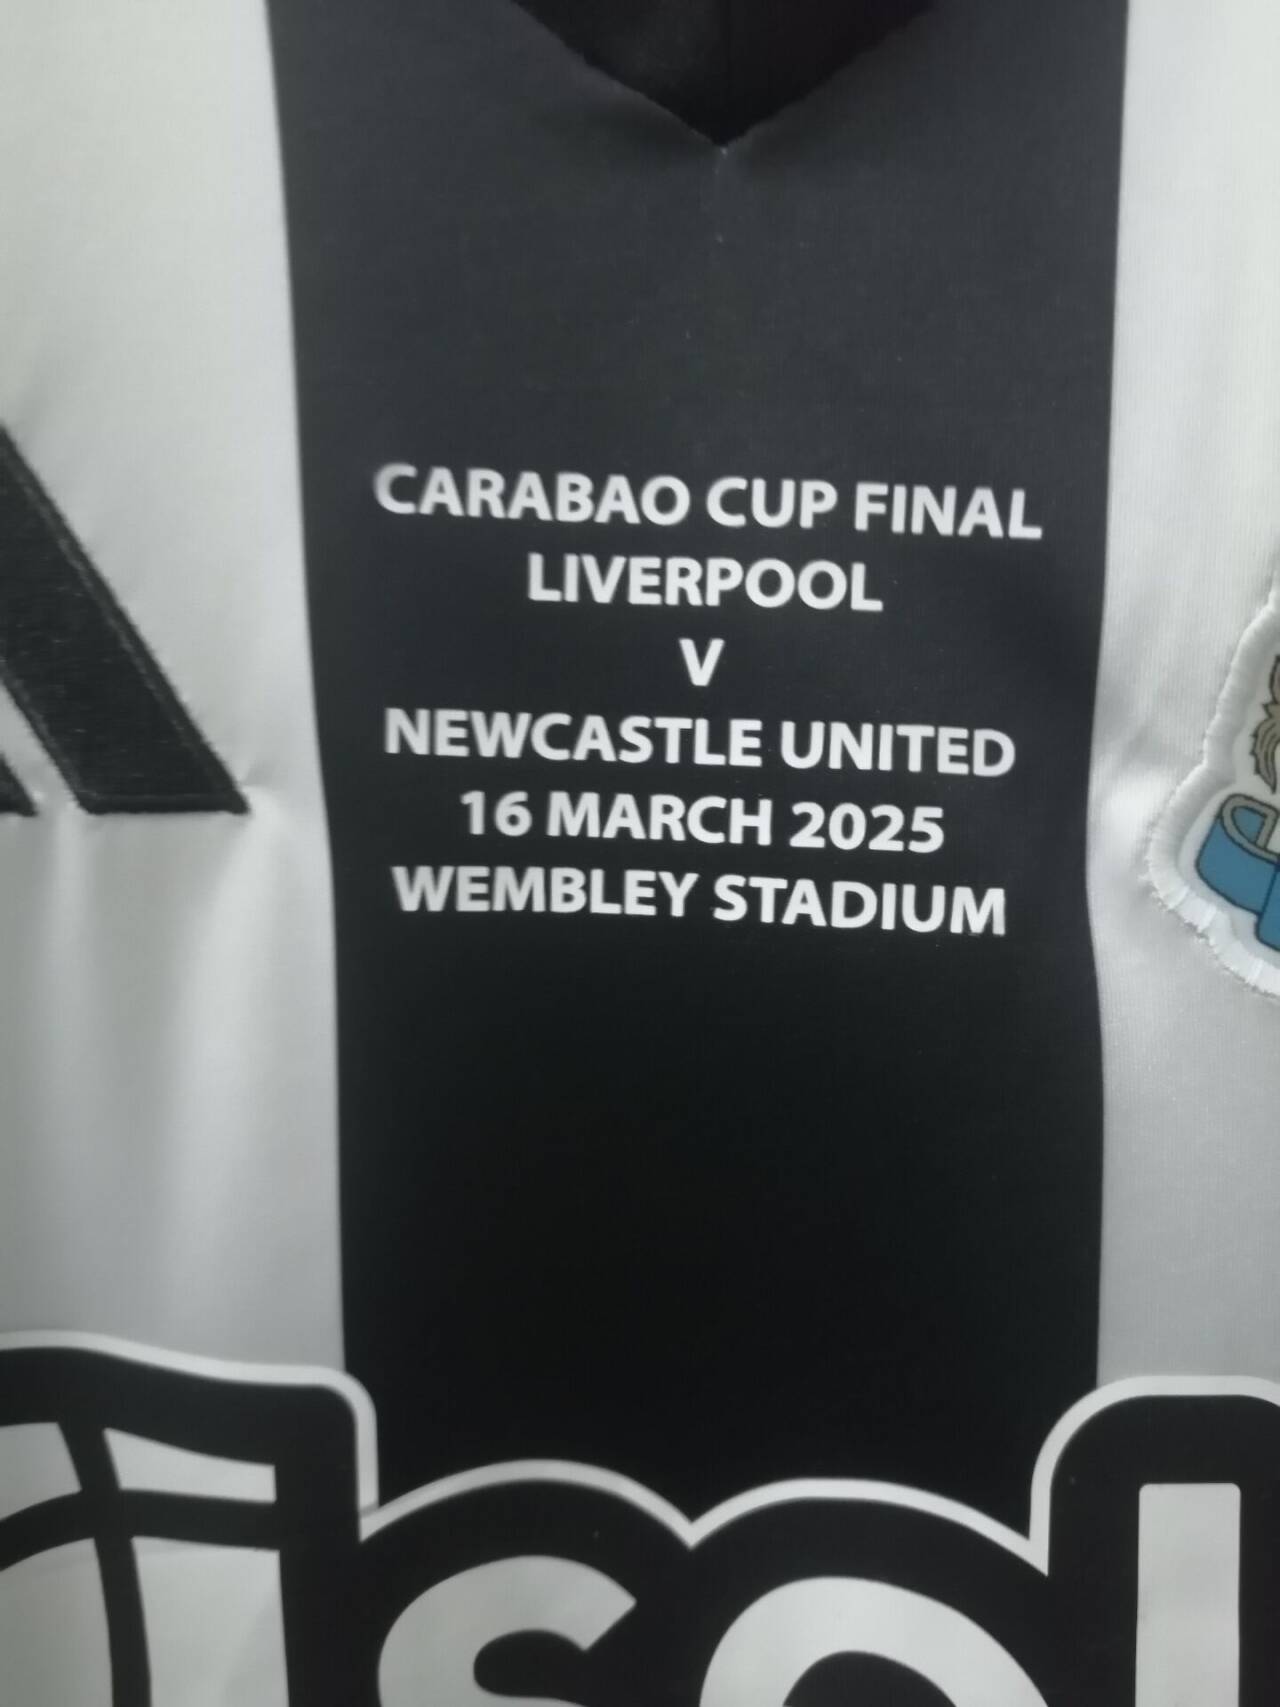 CARABAO CUP FINAL
LIVERPOOL
V
NEWCASTLE UNITED
16 MARCH 2025
WEMBLEY STADIUM